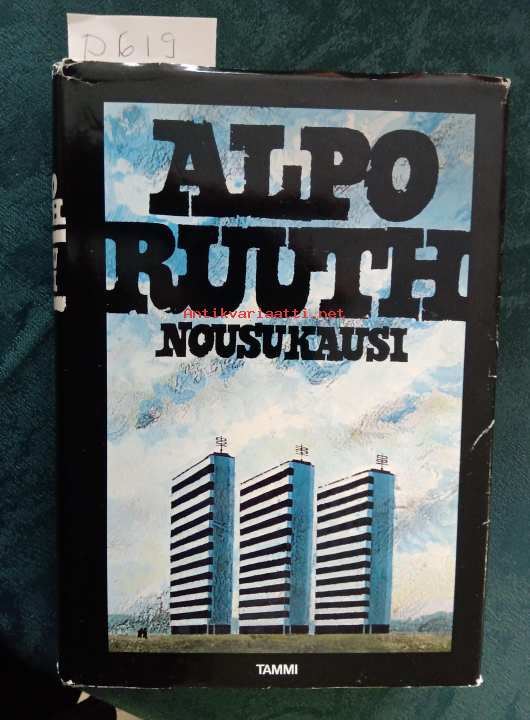 D619
ALPO
RUUTH
Antikvariaatti.net
NOUSUKAUSI
TAMMI